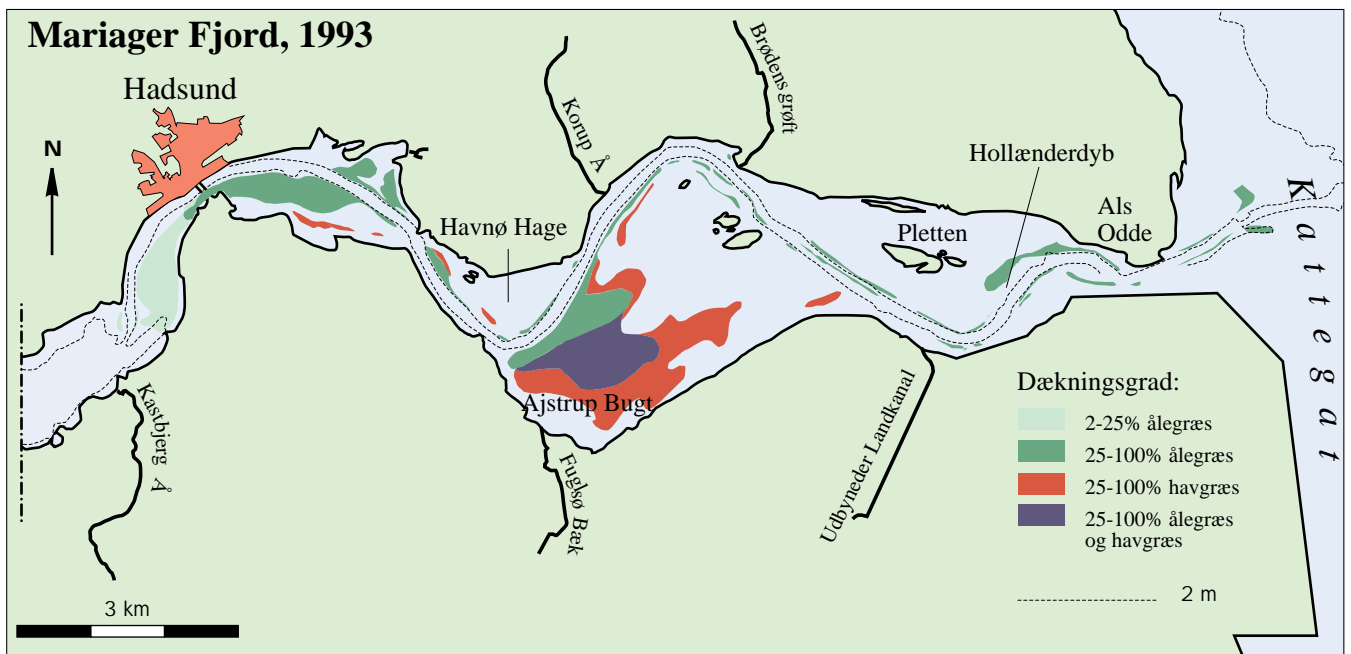 Mariager Fjord, 1993
Hadsund
N
Korup Å
Brødens grøft
Hollænderdyb
Als
Odde
Havnø Hage
Pletten
Kattegat
Ajstrup Bugt
Kastbjerg Å
Fuglsø Bæk
Udbyneder Landkanal
Dækningsgrad:
2-25% ålegræs
25-100% ålegræs
25-100% havgræs
25-100% ålegræs
og havgræs
2 m
3 km